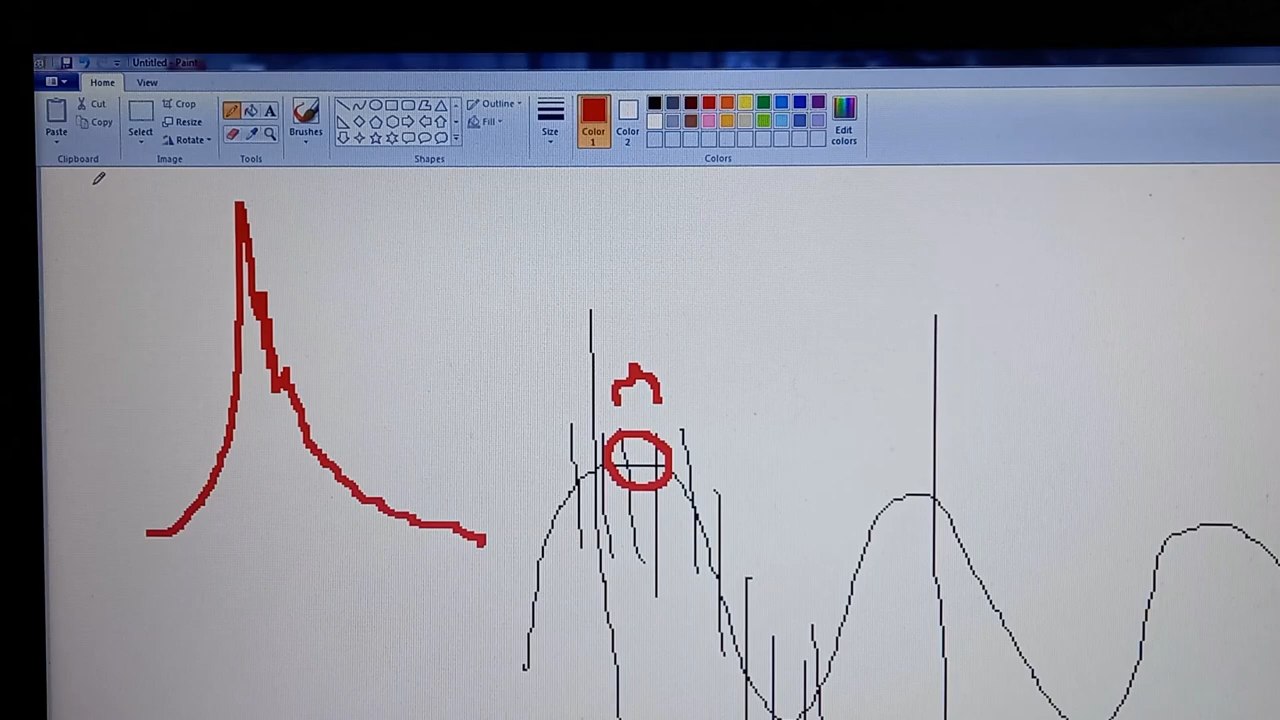 Untitled - Paint
Home View
Cut
Copy
Paste
Clipboard
Crop
Resize
Rotate
Select
Image
A
Tools
Brushes
Outline
Fill
Shapes
Size
Color 1
Color 2
Edit colors
Colors